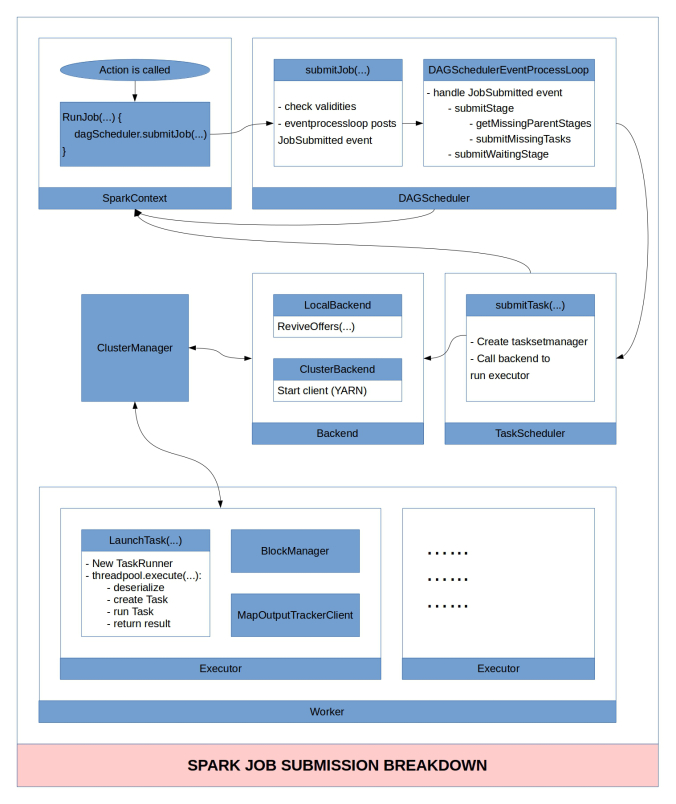 Action is called
RunJob(...) {
dagScheduler.submitJob(...)
}
SparkContext
submitJob(...)
- check validities
- eventprocessloop posts
JobSubmitted event
DAGSchedulerEventProcessLoop
- handle JobSubmitted event
- submitStage
- getMissingParentStages
- submitMissingTasks
- submitWaitingStage
DAGScheduler
ClusterManager
LocalBackend
ReviveOffers(...)
ClusterBackend
Start client (YARN)
Backend
submitTask(...)
- Create tasksetmanager
- Call backend to
run executor
TaskScheduler
LaunchTask(...)
- New TaskRunner
- threadpool.execute(...):
- deserialize
- create Task
- run Task
- return result
BlockManager
MapOutputTrackerClient
Executor
......
......
......
Executor
Worker
SPARK JOB SUBMISSION BREAKDOWN